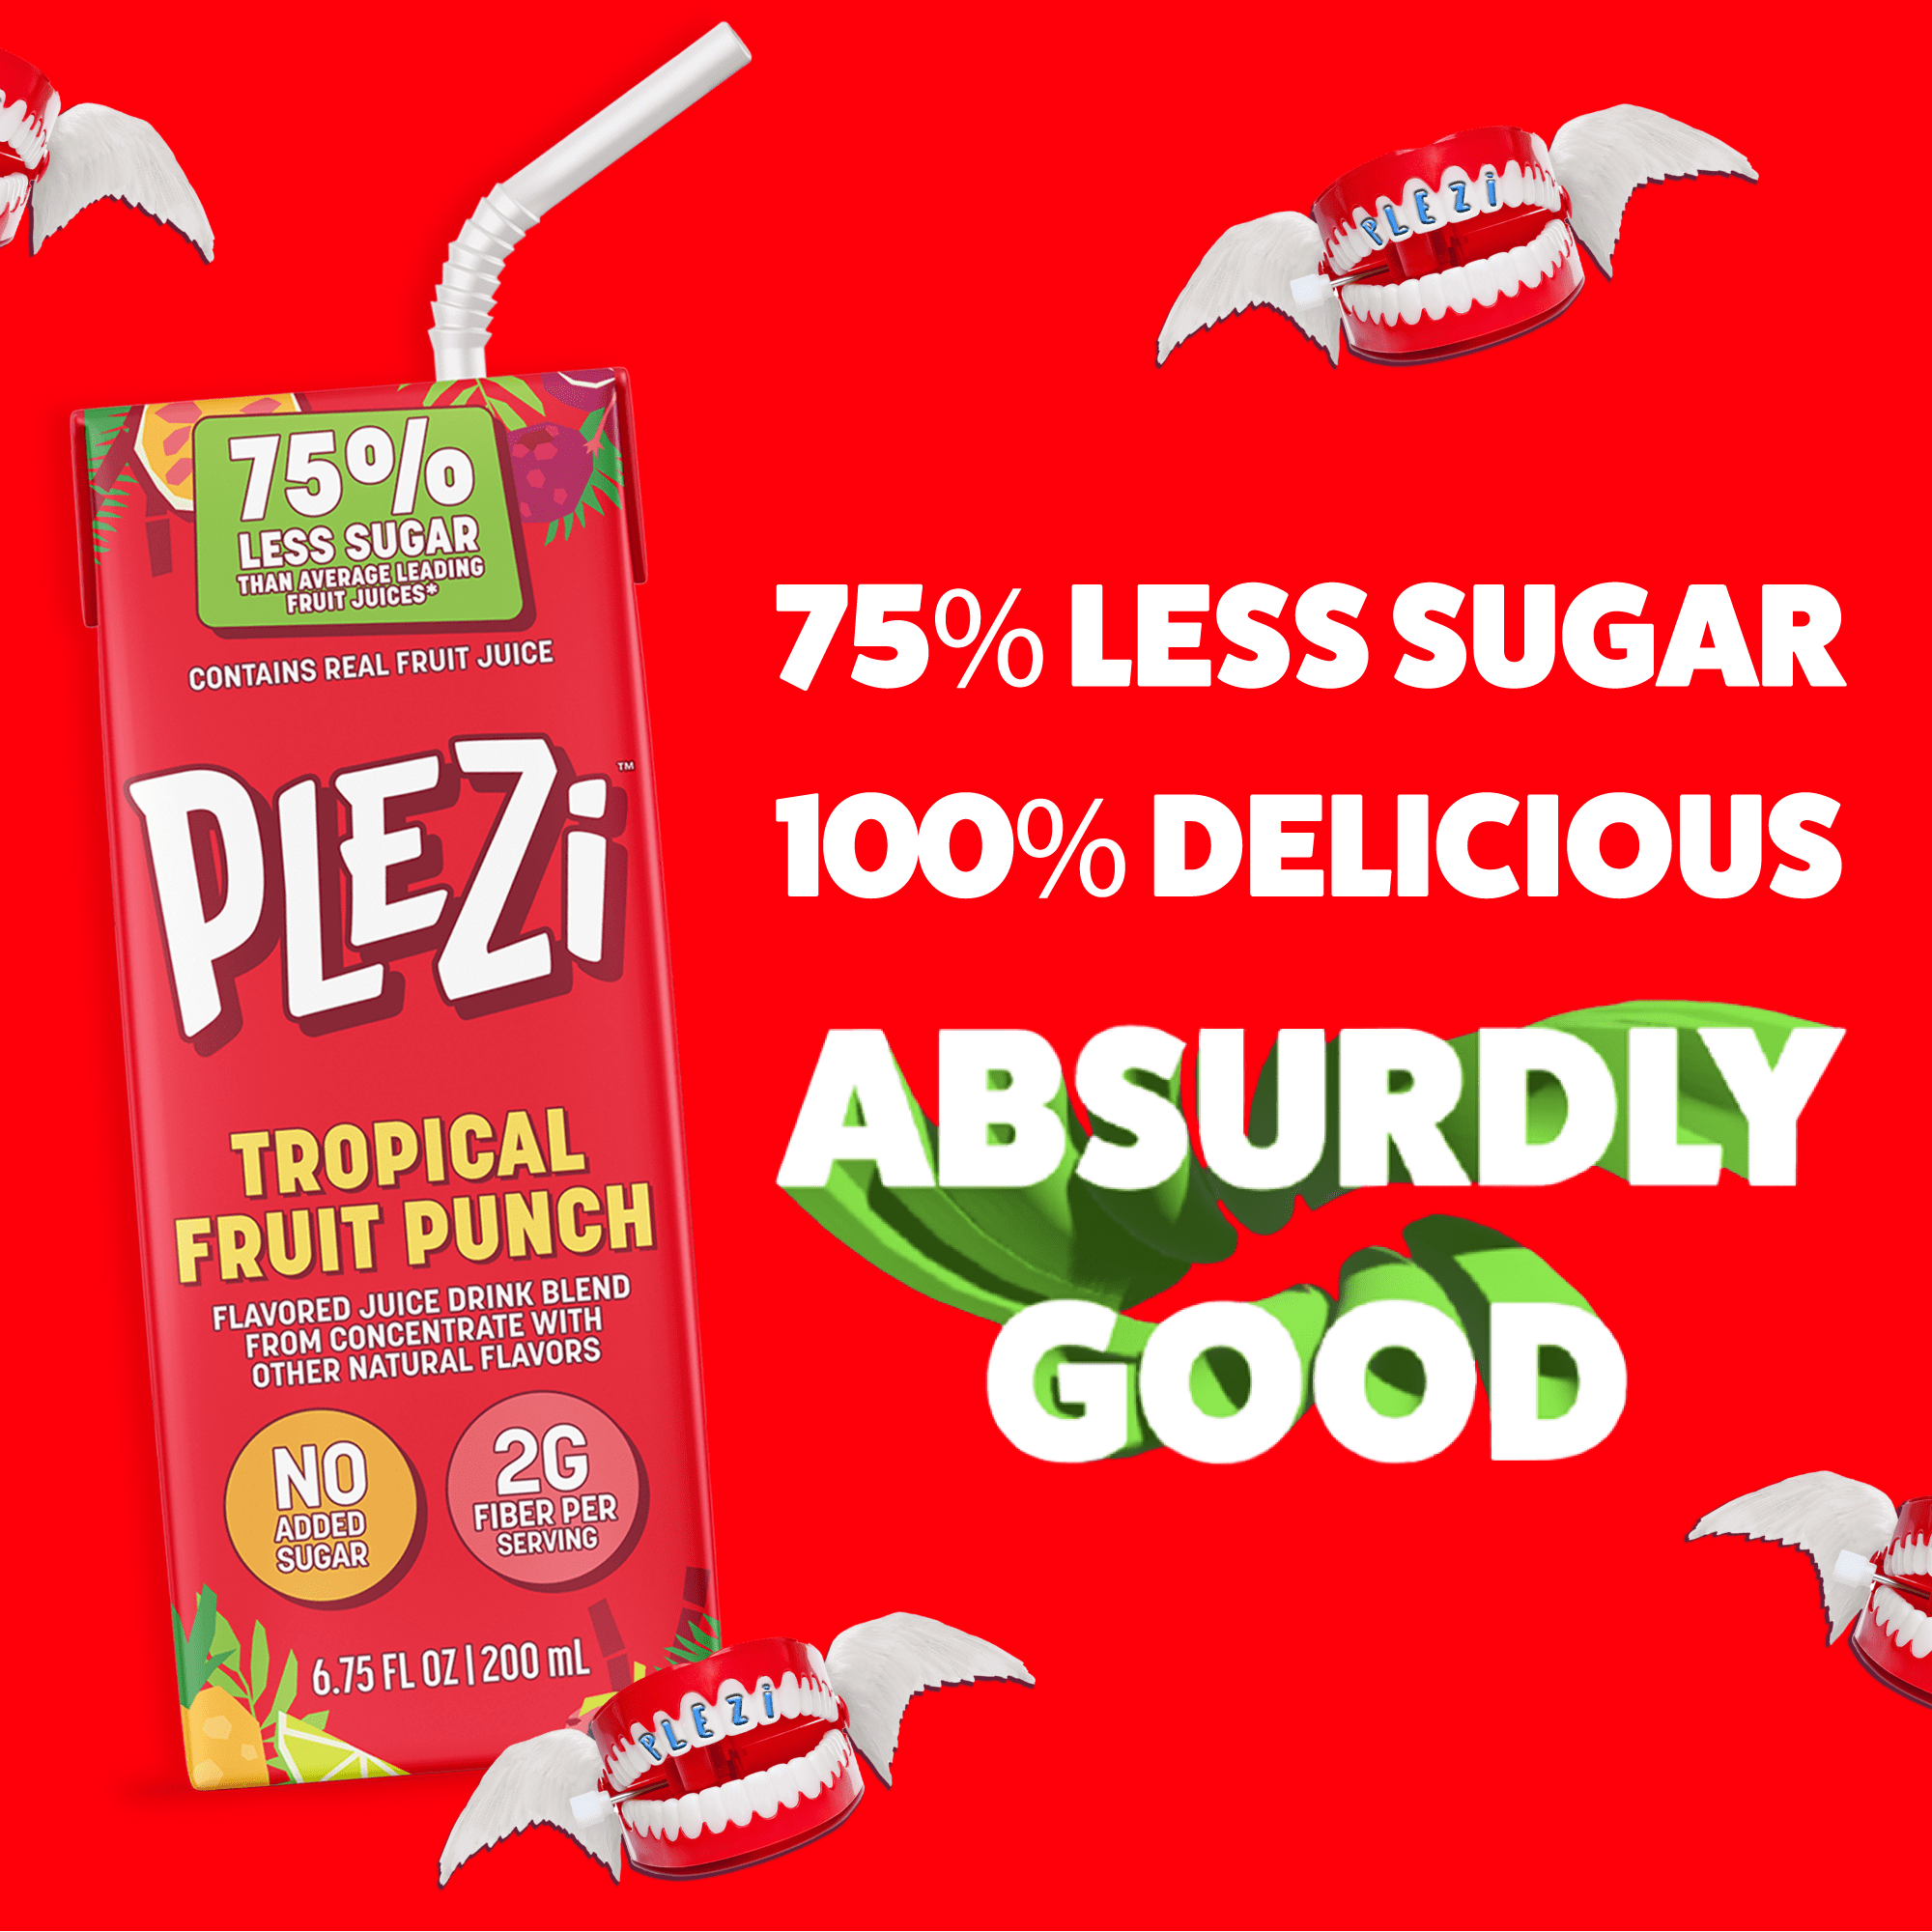 75%
LESS SUGAR
THAN AVERAGE LEADING
FRUIT JUICES*
CONTAINS REAL FRUIT JUICE
PLEZi™
TROPICAL
FRUIT PUNCH
FLAVORED JUICE DRINK BLEND
FROM CONCENTRATE WITH
OTHER NATURAL FLAVORS
NO
ADDED
SUGAR
2G
FIBER PER
SERVING
6.75 FL OZ | 200 mL
PLEZi
75% LESS SUGAR
100% DELICIOUS
ABSURDLY
GOOD
PLEZi